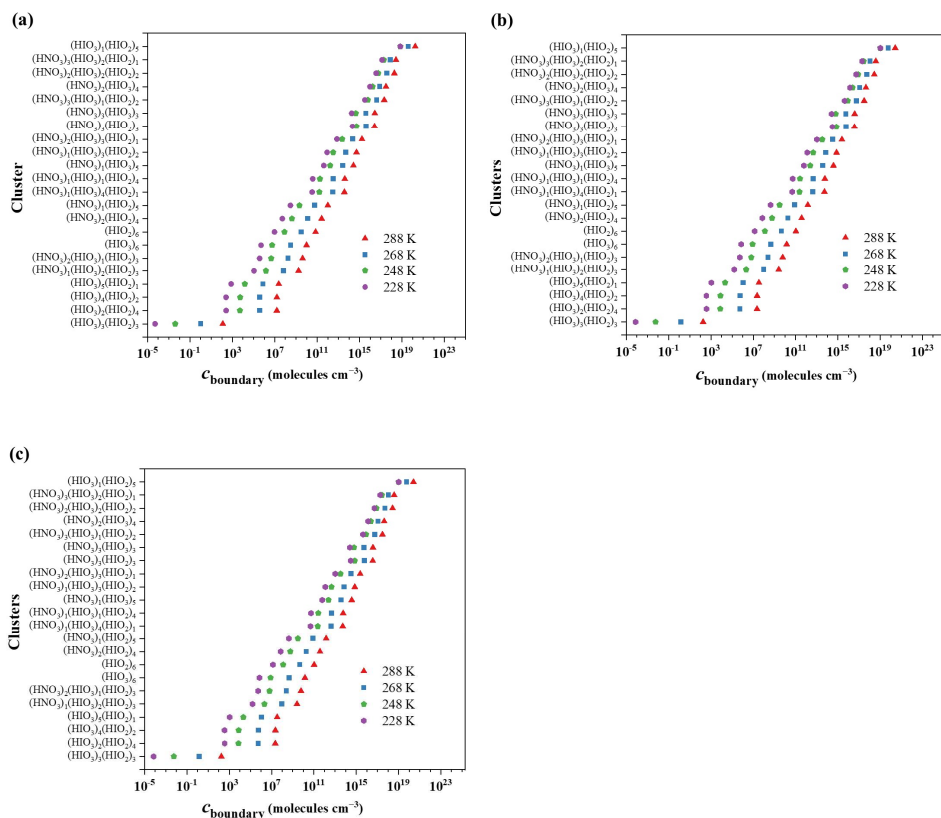 (a)
(HIO₃)₁(HIO₂)₅
(HNO₃)₃(HIO₃)₂(HIO₂)₁
(HNO₃)₂(HIO₃)₂(HIO₂)₂
(HNO₃)₂(HIO₃)₄
(HNO₃)₃(HIO₃)₁(HIO₂)₂
(HNO₃)₃(HIO₃)₃
(HNO₃)₃(HIO₂)₃
(HNO₃)₂(HIO₃)₃(HIO₂)₁
(HNO₃)₁(HIO₃)₃(HIO₂)₂
(HNO₃)₁(HIO₃)₅
(HNO₃)₁(HIO₃)₁(HIO₂)₄
(HNO₃)₁(HIO₃)₄(HIO₂)₁
(HNO₃)₁(HIO₂)₅
(HNO₃)₂(HIO₂)₄
(HIO₂)₆
(HIO₃)₆
(HNO₃)₂(HIO₃)₁(HIO₂)₃
(HNO₃)₁(HIO₃)₂(HIO₂)₃
(HIO₃)₅(HIO₂)₁
(HIO₃)₄(HIO₂)₂
(HIO₃)₂(HIO₂)₄
(HIO₃)₃(HIO₂)₃
Cluster
288 K
268 K
248 K
228 K
10⁻⁵ 10⁻¹ 10³ 10⁷ 10¹¹ 10¹⁵ 10¹⁹ 10²³
c_boundary (molecules cm⁻³)
(b)
(HIO₃)₁(HIO₂)₅
(HNO₃)₃(HIO₃)₂(HIO₂)₁
(HNO₃)₂(HIO₃)₂(HIO₂)₂
(HNO₃)₂(HIO₃)₄
(HNO₃)₃(HIO₃)₁(HIO₂)₂
(HNO₃)₃(HIO₃)₃
(HNO₃)₃(HIO₂)₃
(HNO₃)₂(HIO₃)₃(HIO₂)₁
(HNO₃)₁(HIO₃)₃(HIO₂)₂
(HNO₃)₁(HIO₃)₅
(HNO₃)₁(HIO₃)₁(HIO₂)₄
(HNO₃)₁(HIO₃)₄(HIO₂)₁
(HNO₃)₁(HIO₂)₅
(HNO₃)₂(HIO₂)₄
(HIO₂)₆
(HIO₃)₆
(HNO₃)₂(HIO₃)₁(HIO₂)₃
(HNO₃)₁(HIO₃)₂(HIO₂)₃
(HIO₃)₅(HIO₂)₁
(HIO₃)₄(HIO₂)₂
(HIO₃)₂(HIO₂)₄
(HIO₃)₃(HIO₂)₃
Clusters
288 K
268 K
248 K
228 K
10⁻⁵ 10⁻¹ 10³ 10⁷ 10¹¹ 10¹⁵ 10¹⁹ 10²³
c_boundary (molecules cm⁻³)
(c)
(HIO₃)₁(HIO₂)₅
(HNO₃)₃(HIO₃)₂(HIO₂)₁
(HNO₃)₂(HIO₃)₂(HIO₂)₂
(HNO₃)₂(HIO₃)₄
(HNO₃)₃(HIO₃)₁(HIO₂)₂
(HNO₃)₃(HIO₃)₃
(HNO₃)₃(HIO₂)₃
(HNO₃)₂(HIO₃)₃(HIO₂)₁
(HNO₃)₁(HIO₃)₃(HIO₂)₂
(HNO₃)₁(HIO₃)₅
(HNO₃)₁(HIO₃)₁(HIO₂)₄
(HNO₃)₁(HIO₃)₄(HIO₂)₁
(HNO₃)₁(HIO₂)₅
(HNO₃)₂(HIO₂)₄
(HIO₂)₆
(HIO₃)₆
(HNO₃)₂(HIO₃)₁(HIO₂)₃
(HNO₃)₁(HIO₃)₂(HIO₂)₃
(HIO₃)₅(HIO₂)₁
(HIO₃)₄(HIO₂)₂
(HIO₃)₂(HIO₂)₄
(HIO₃)₃(HIO₂)₃
Clusters
288 K
268 K
248 K
228 K
10⁻⁵ 10⁻¹ 10³ 10⁷ 10¹¹ 10¹⁵ 10¹⁹ 10²³
c_boundary (molecules cm⁻³)